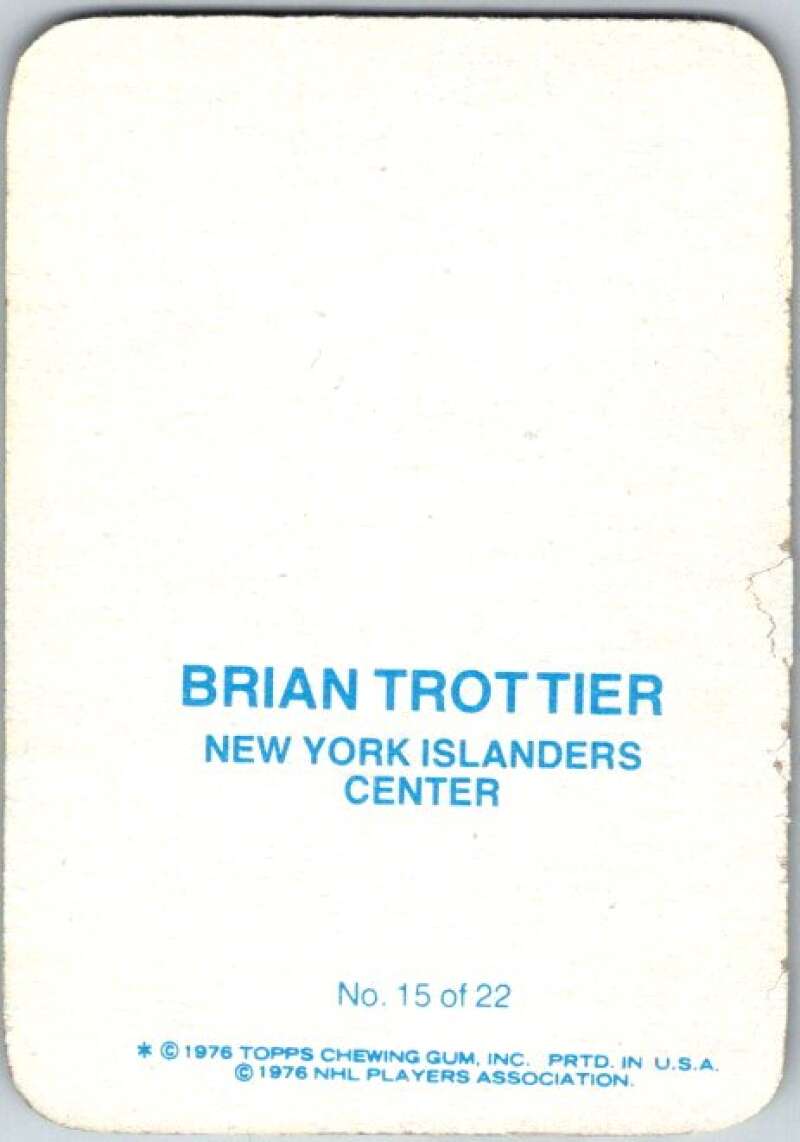 BRIAN TROTTIER
NEW YORK ISLANDERS
CENTER
No. 15 of 22
* © 1976 TOPPS CHEWING GUM, INC. PRTD. IN U.S.A.
© 1976 NHL PLAYERS ASSOCIATION.